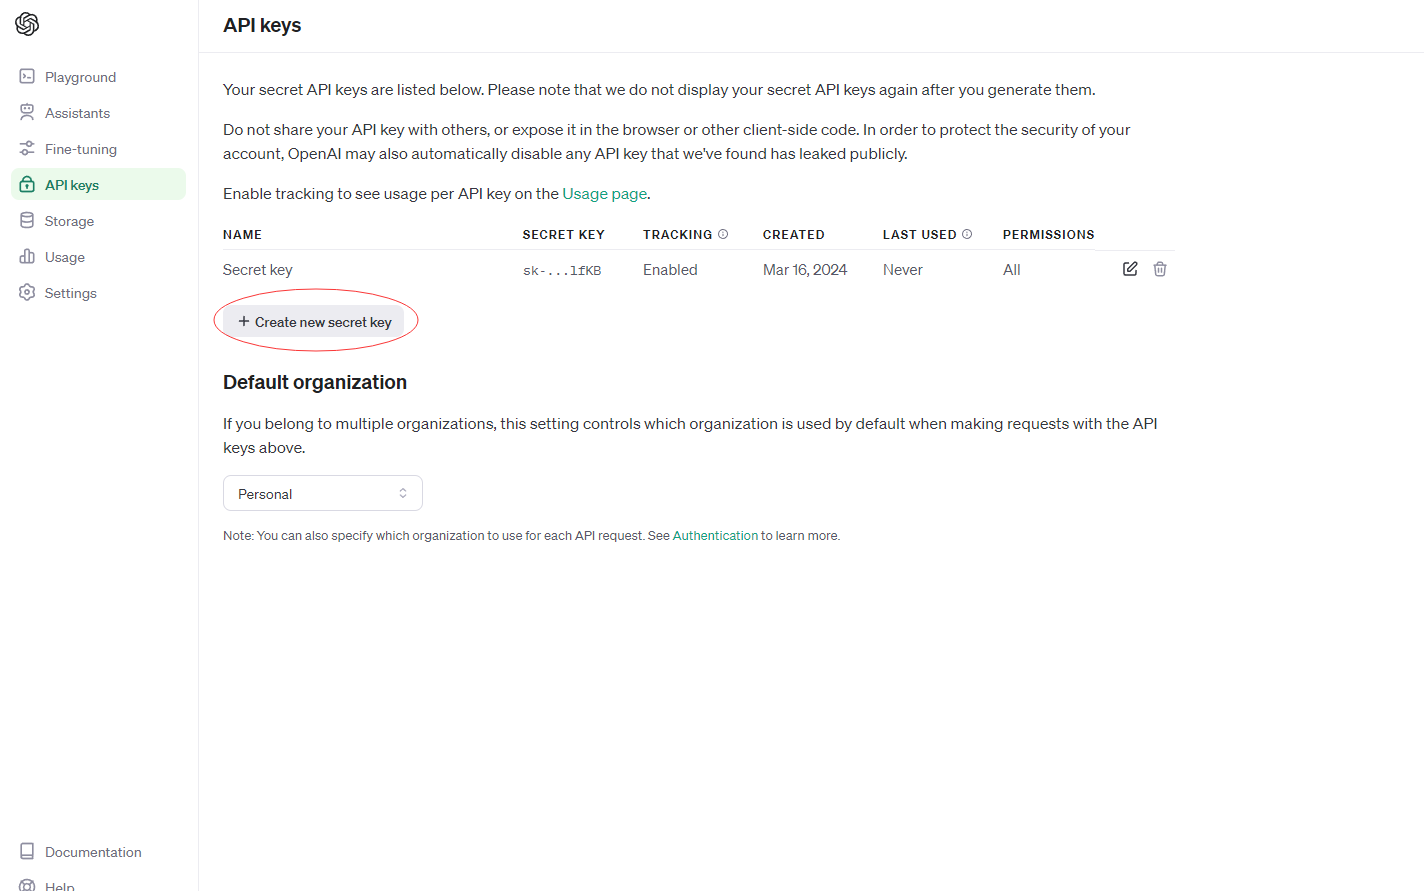 API keys
Playground
Assistants
Fine-tuning
API keys
Storage
Usage
Settings
Documentation
Help
Your secret API keys are listed below. Please note that we do not display your secret API keys again after you generate them.
Do not share your API key with others, or expose it in the browser or other client-side code. In order to protect the security of your
account, OpenAI may also automatically disable any API key that we've found has leaked publicly.
Enable tracking to see usage per API key on the Usage page.
NAME SECRET KEY TRACKING CREATED LAST USED PERMISSIONS
Secret key sk-...lfKB Enabled Mar 16, 2024 Never All
+ Create new secret key
Default organization
If you belong to multiple organizations, this setting controls which organization is used by default when making requests with the API
keys above.
Personal
Note: You can also specify which organization to use for each API request. See Authentication to learn more.